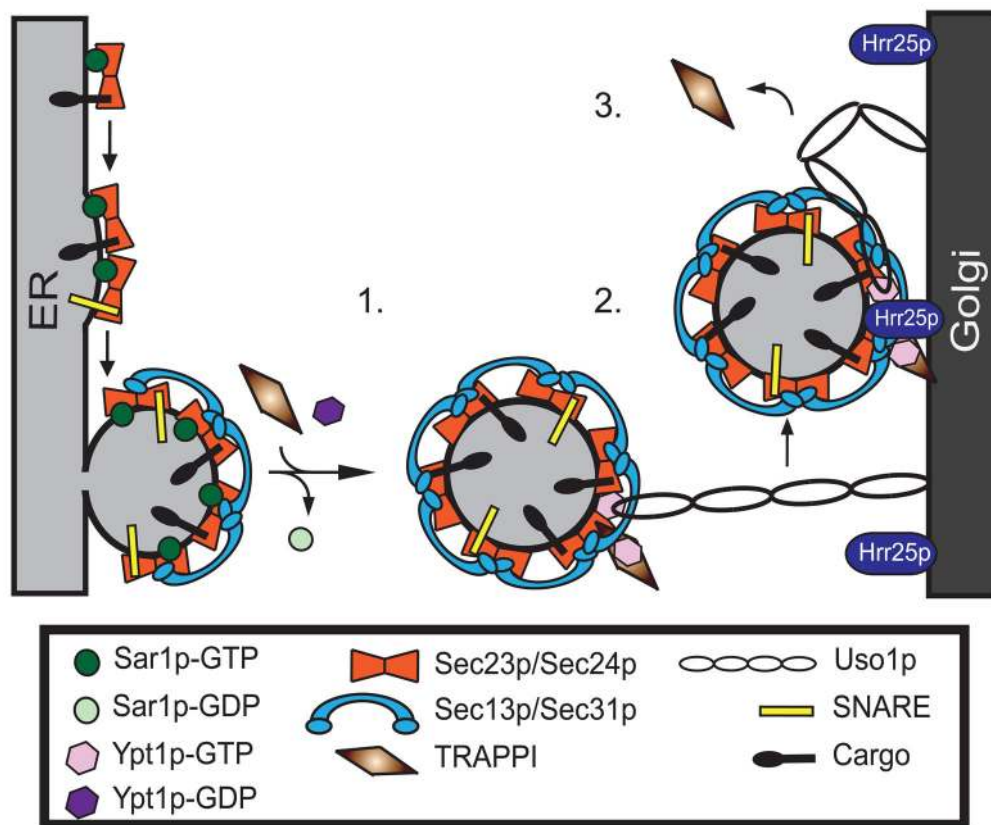 Hrr25p
3.
ER
1.
2.
Hrr25p
Golgi
Hrr25p
Sar1p-GTP
Sec23p/Sec24p
Uso1p
Sar1p-GDP
Sec13p/Sec31p
SNARE
Ypt1p-GTP
TRAPPI
Cargo
Ypt1p-GDP